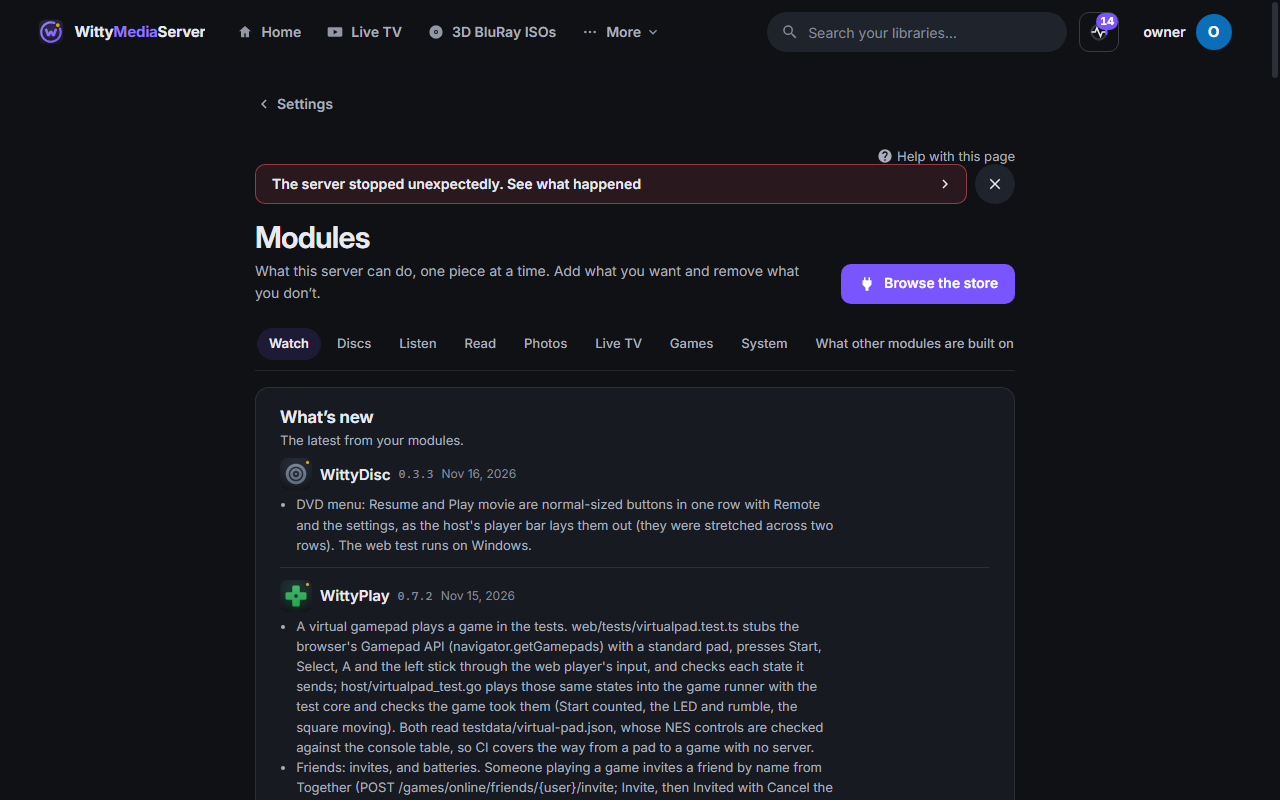 WittyMediaServer
Home
Live TV
3D BluRay ISOs
More
Search your libraries...
14
owner
O
Settings
Help with this page
The server stopped unexpectedly. See what happened
Modules
What this server can do, one piece at a time. Add what you want and remove what
you don’t.
Browse the store
Watch
Discs
Listen
Read
Photos
Live TV
Games
System
What other modules are built on
What’s new
The latest from your modules.
WittyDisc 0.3.3 Nov 16, 2026
• DVD menu: Resume and Play movie are normal-sized buttons in one row with Remote
and the settings, as the host's player bar lays them out (they were stretched across two
rows). The web test runs on Windows.
WittyPlay 0.7.2 Nov 15, 2026
• A virtual gamepad plays a game in the tests. web/tests/virtualpad.test.ts stubs the
browser's Gamepad API (navigator.getGamepads) with a standard pad, presses Start,
Select, A and the left stick through the web player's input, and checks each state it
sends; host/virtualpad_test.go plays those same states into the game runner with the
test core and checks the game took them (Start counted, the LED and rumble, the
square moving). Both read testdata/virtual-pad.json, whose NES controls are checked
against the console table, so CI covers the way from a pad to a game with no server.
• Friends: invites, and batteries. Someone playing a game invites a friend by name from
Together (POST /games/online/friends/{user}/invite; Invite, then Invited with Cancel the